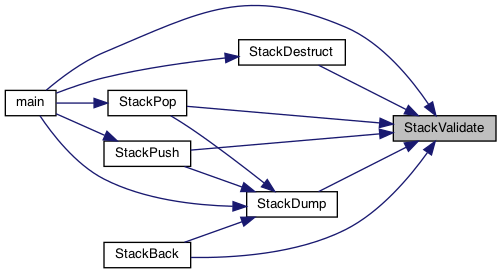 StackDestruct
main
StackPop
StackValidate
StackPush
StackDump
StackBack